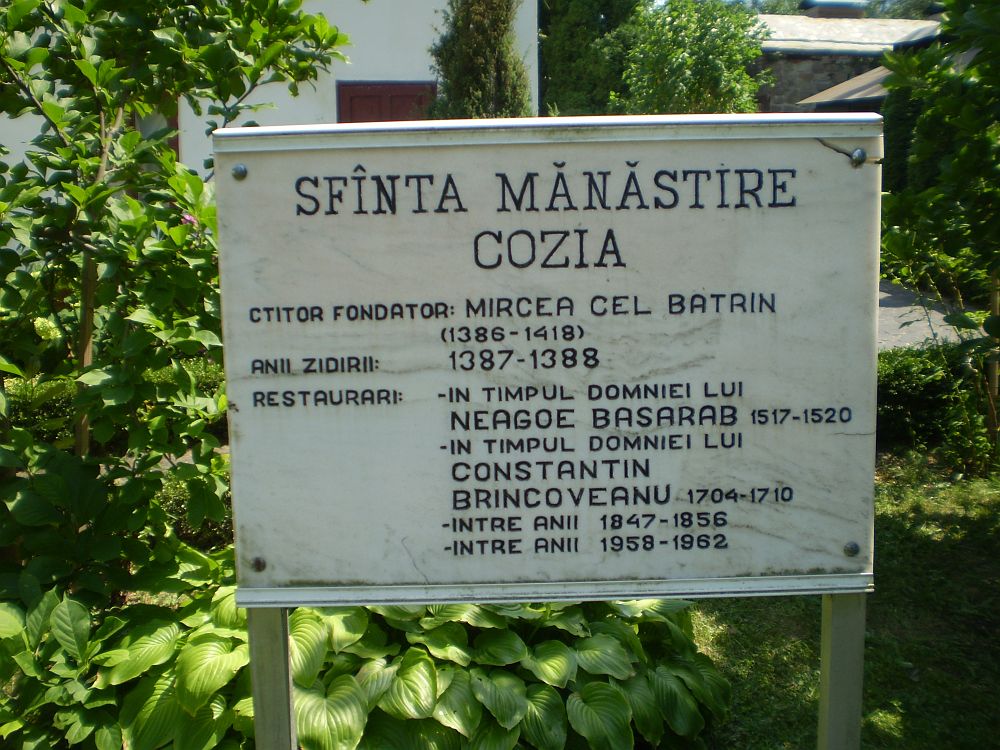 SFÎNTA MĂNĂSTIRE
COZIA
CTITOR FONDATOR: MIRCEA CEL BATRIN
(1386-1418)
ANII ZIDIRII: 1387-1388
RESTAURARI: -IN TIMPUL DOMNIEI LUI
NEAGOE BASARAB 1517-1520
-IN TIMPUL DOMNIEI LUI
CONSTANTIN
BRINCOVEANU 1704-1710
-INTRE ANII 1847-1856
-INTRE ANII 1958-1962